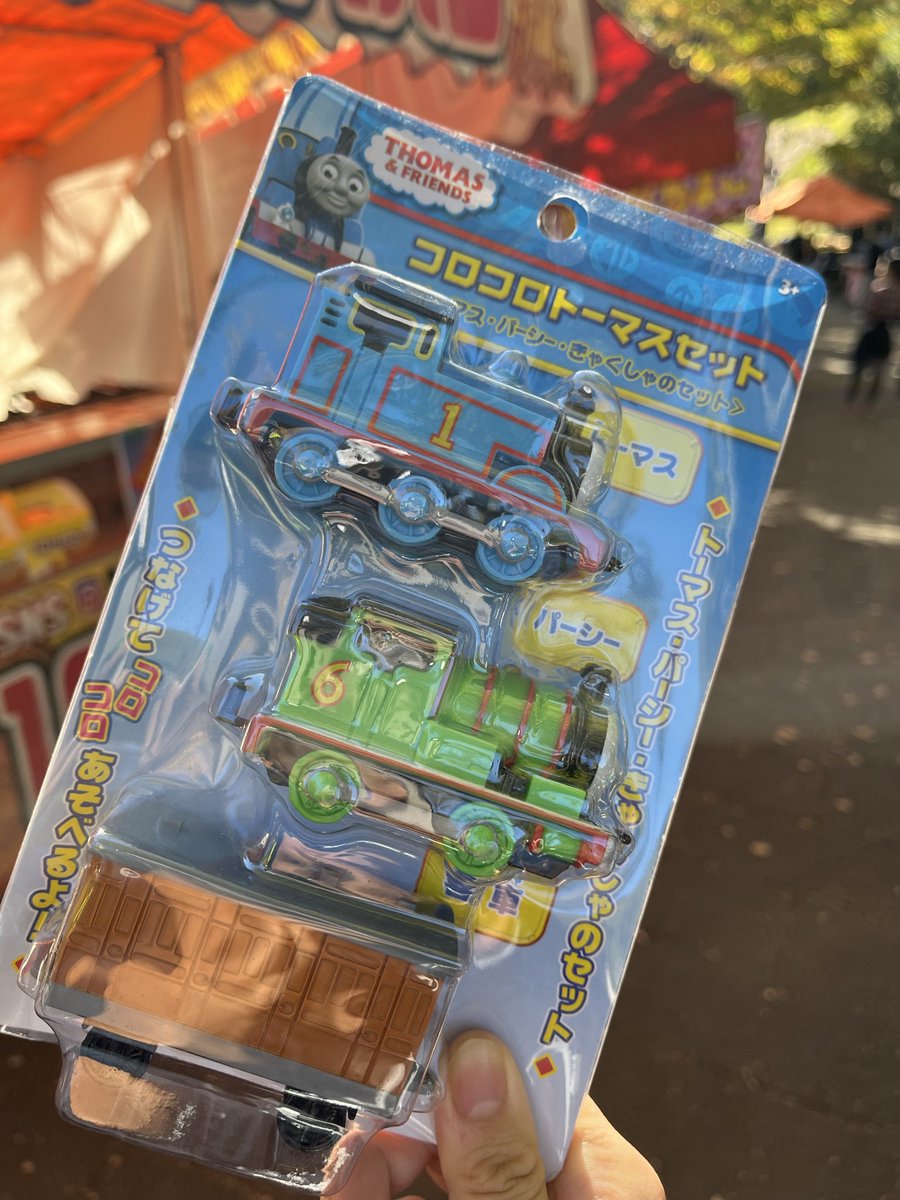 THOMAS
& FRIENDS
3+
コロコロトーマスセット
マス・パーシー・きゃくしゃのセット>
1
ーマス
パーシー
6
つなげて
コロコロ
あそべるよ!
トーマス・パーシー・きゃ
しゃのセット